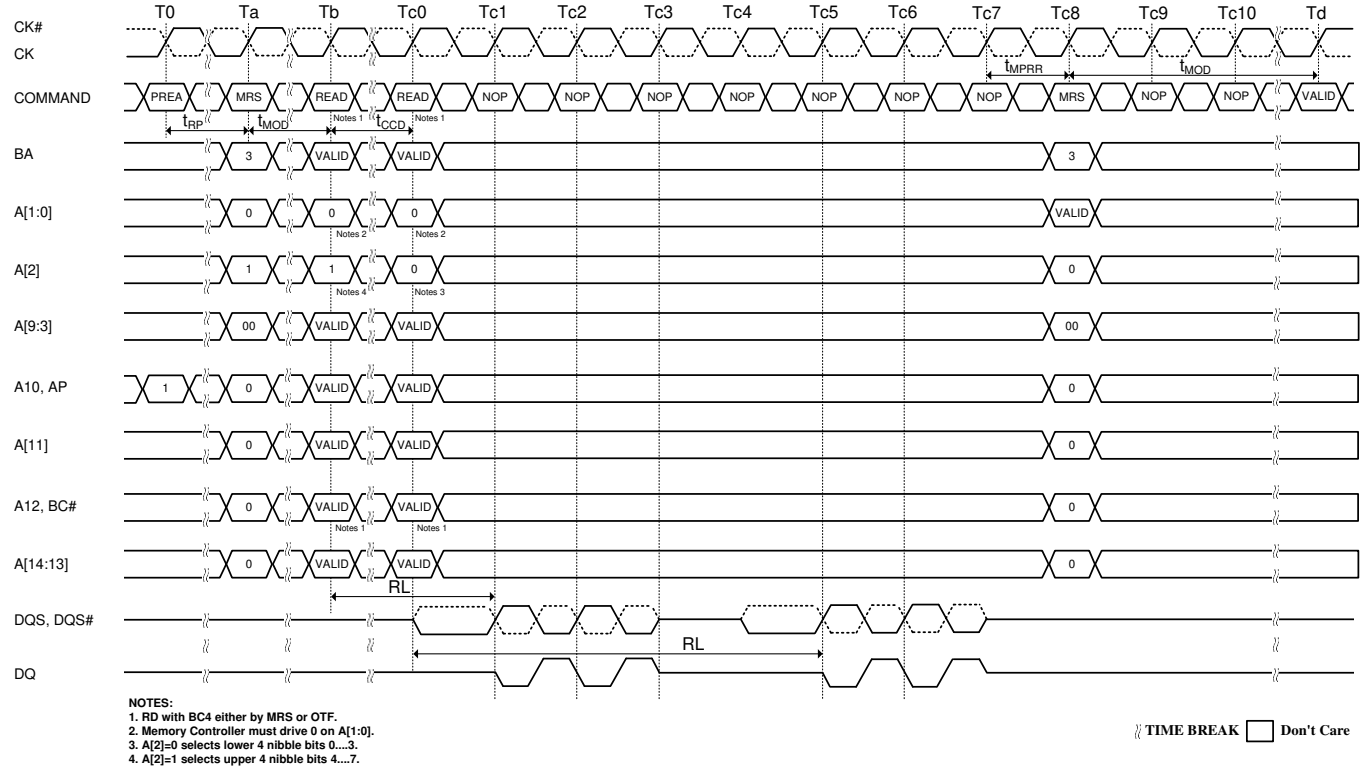 T0 Ta Tb Tc0 Tc1 Tc2 Tc3 Tc4 Tc5 Tc6 Tc7 Tc8 Tc9 Tc10 Td
CK#
CK
tMPRR tMOD
COMMAND PREA MRS READ READ NOP NOP NOP NOP NOP NOP NOP MRS NOP NOP VALID
Notes 1 Notes 1
tRP tMOD tCCD
BA 3 VALID VALID 3
A[1:0] 0 0 0 VALID
Notes 2 Notes 2
A[2] 1 1 0 0
Notes 4 Notes 3
A[9:3] 00 VALID VALID 00
A10, AP 1 0 VALID VALID 0
A[11] 0 VALID VALID 0
A12, BC# 0 VALID VALID 0
Notes 1 Notes 1
A[14:13] 0 VALID VALID 0
RL
DQS, DQS#
RL
DQ
NOTES:
1. RD with BC4 either by MRS or OTF.
2. Memory Controller must drive 0 on A[1:0].
3. A[2]=0 selects lower 4 nibble bits 0....3.
4. A[2]=1 selects upper 4 nibble bits 4....7.
TIME BREAK Don't Care